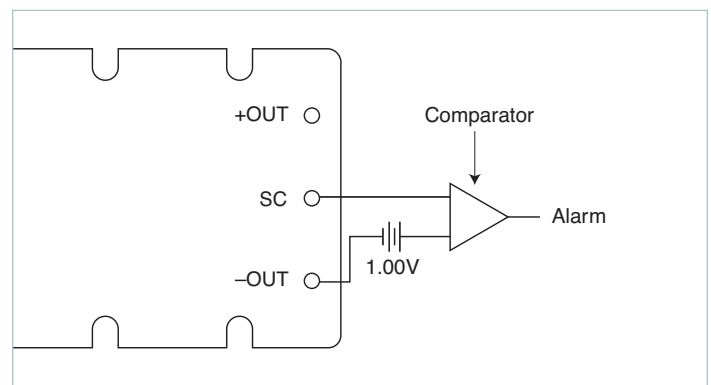 +OUT
Comparator
SC
Alarm
1.00V
–OUT